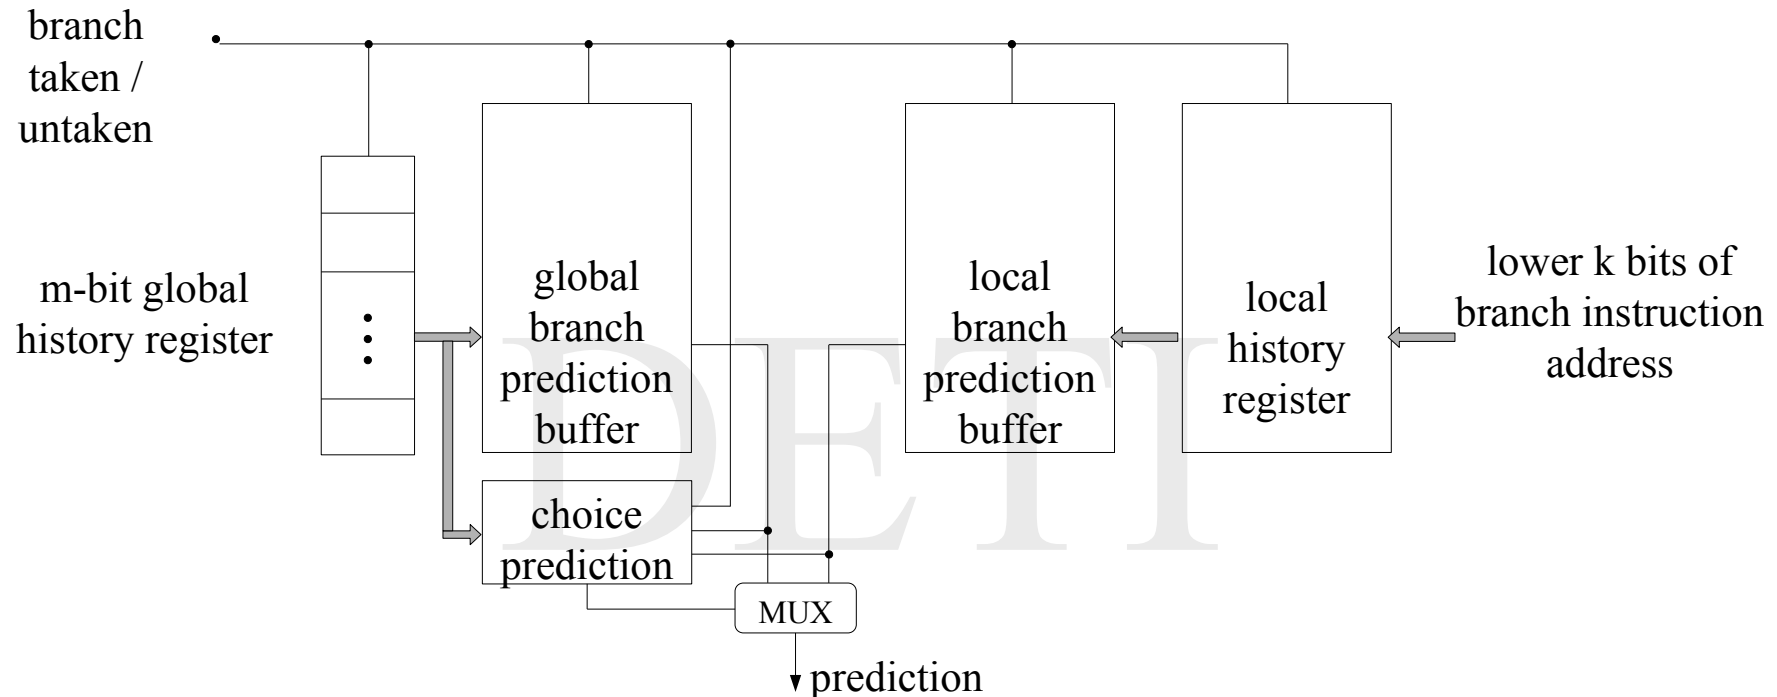 branch
taken /
untaken
m-bit global
history register
global
branch
prediction
buffer
local
branch
prediction
buffer
local
history
register
lower k bits of
branch instruction
address
choice
prediction
MUX
prediction
DETI